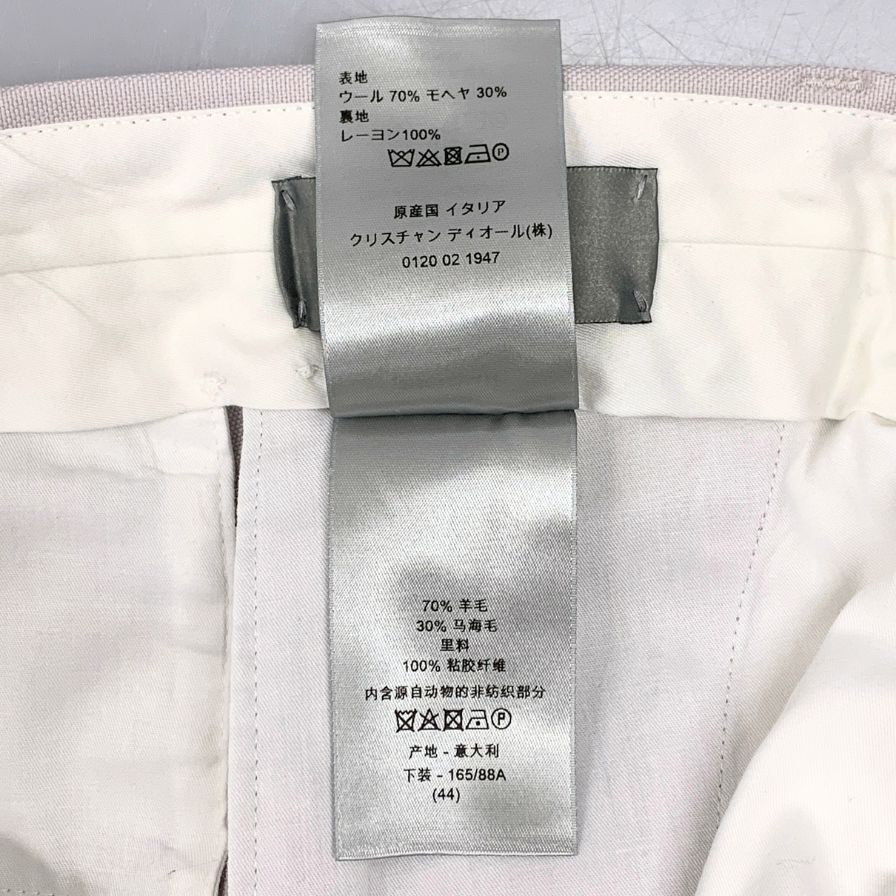 表地
ウール 70% モヘヤ 30%
裏地
レーヨン100%
P
原産国 イタリア
クリスチャン ディオール(株)
0120 02 1947
70% 羊毛
30% 马海毛
里料
100% 粘胶纤维
内含源自动物的非纺织部分
P
产地 - 意大利
下装 - 165/88A
(44)